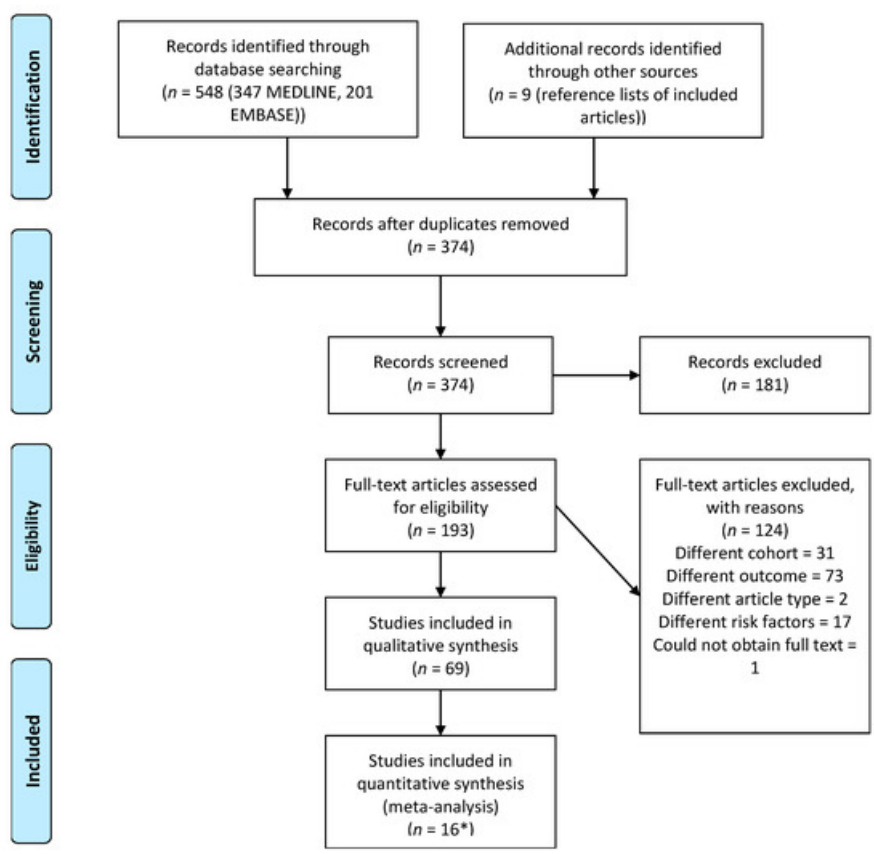 Identification
Records identified through
database searching
(n = 548 (347 MEDLINE, 201
EMBASE))
Additional records identified
through other sources
(n = 9 (reference lists of included
articles))
Records after duplicates removed
(n = 374)
Screening
Records screened
(n = 374)
Records excluded
(n = 181)
Eligibility
Full-text articles assessed
for eligibility
(n = 193)
Full-text articles excluded,
with reasons
(n = 124)
Different cohort = 31
Different outcome = 73
Different article type = 2
Different risk factors = 17
Could not obtain full text =
1
Studies included in
qualitative synthesis
(n = 69)
Included
Studies included in
quantitative synthesis
(meta-analysis)
(n = 16*)